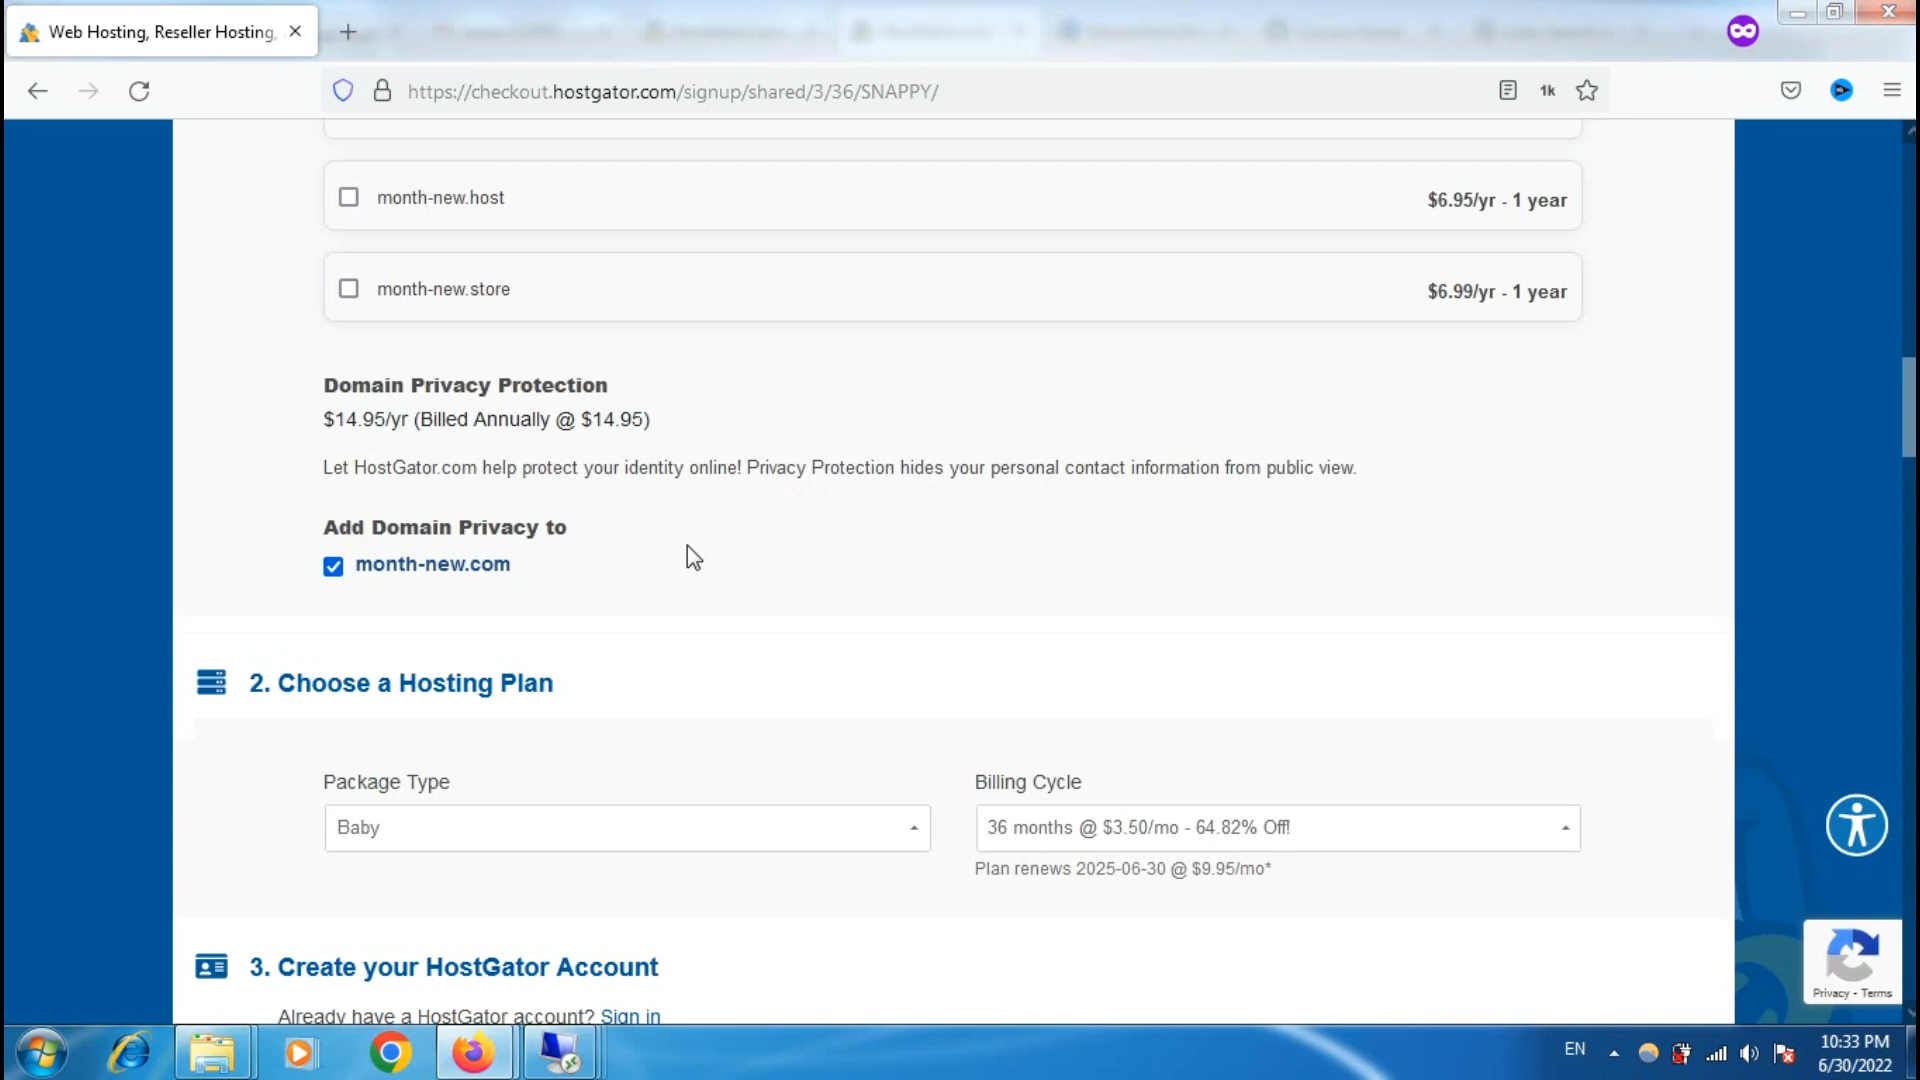 Web Hosting, Reseller Hosting,
https://checkout.hostgator.com/signup/shared/3/36/SNAPPY/
1k
month-new.host
$6.95/yr - 1 year
month-new.store
$6.99/yr - 1 year
Domain Privacy Protection
$14.95/yr (Billed Annually @ $14.95)
Let HostGator.com help protect your identity online! Privacy Protection hides your personal contact information from public view.
Add Domain Privacy to
month-new.com
2. Choose a Hosting Plan
Package Type
Billing Cycle
Baby
36 months @ $3.50/mo - 64.82% Off!
Plan renews 2025-06-30 @ $9.95/mo*
3. Create your HostGator Account
Already have a HostGator account? Sign in
Privacy - Terms
EN
10:33 PM
6/30/2022